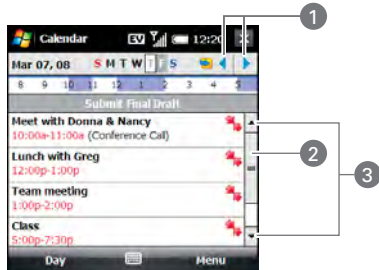 1
Calendar EV 12:20
Mar 07, 08 S M T W T F S
8 9 10 11 12 1 2 3 4 5
Submit Final Draft
Meet with Donna & Nancy
10:00a-11:00a (Conference Call)
Lunch with Greg
12:00p-1:00p
2
3
Team meeting
1:00p-2:00p
Class
5:00p-7:30p
Day Menu